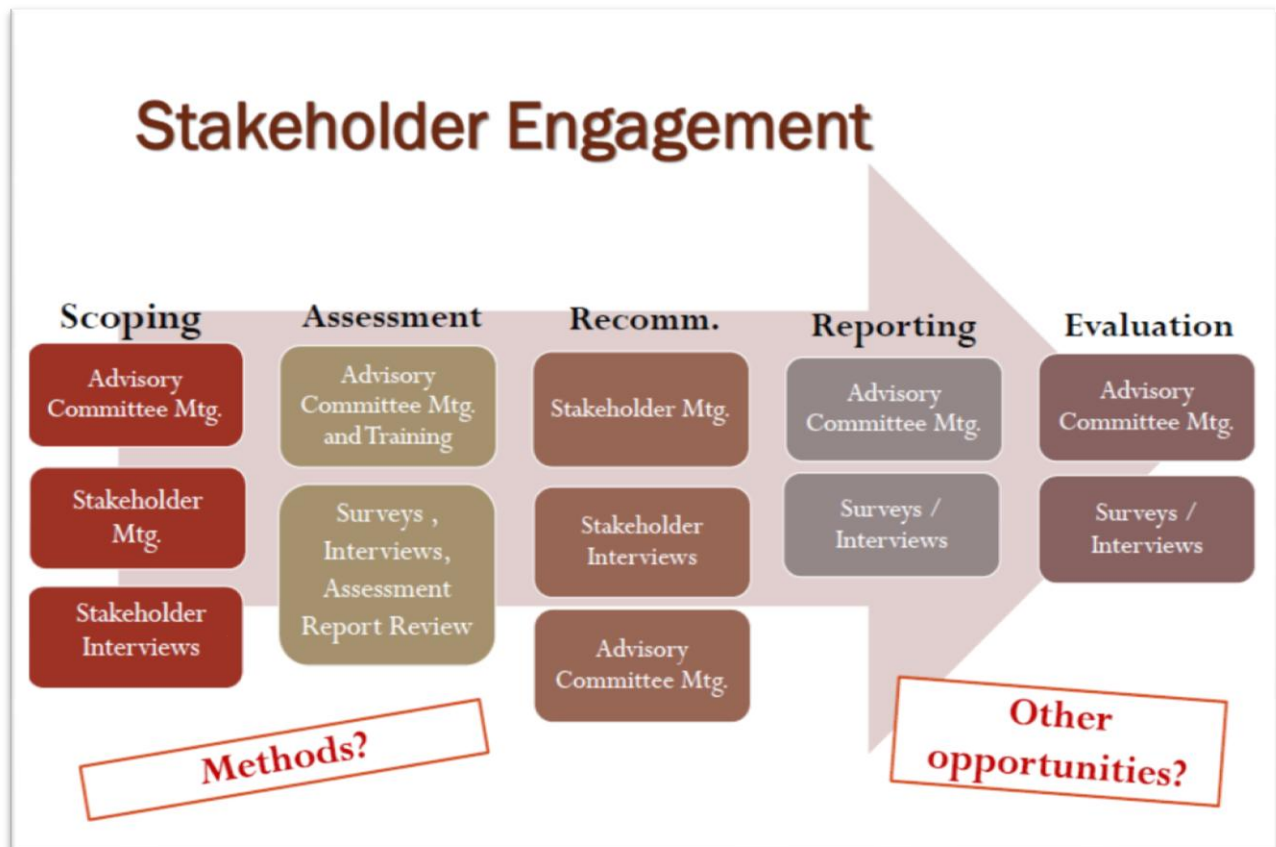 Stakeholder Engagement
Scoping
Advisory
Committee Mtg.
Stakeholder
Mtg.
Stakeholder
Interviews
Assessment
Advisory
Committee Mtg.
and Training
Surveys ,
Interviews,
Assessment
Report Review
Recomm.
Stakeholder Mtg.
Stakeholder
Interviews
Advisory
Committee Mtg.
Reporting
Advisory
Committee Mtg.
Surveys /
Interviews
Evaluation
Advisory
Committee Mtg.
Surveys /
Interviews
Methods?
Other
opportunities?